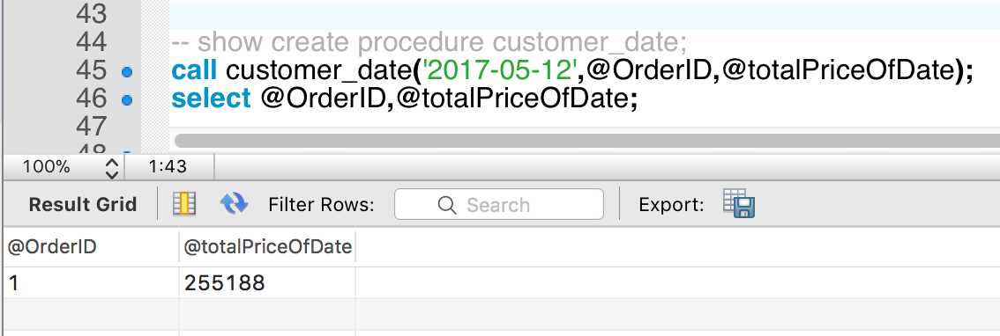 43
44 -- show create procedure customer_date;
45 call customer_date('2017-05-12',@OrderID,@totalPriceOfDate);
46 select @OrderID,@totalPriceOfDate;
47
48
100% 1:43
Result Grid Filter Rows: Search Export:
@OrderID @totalPriceOfDate
1 255188